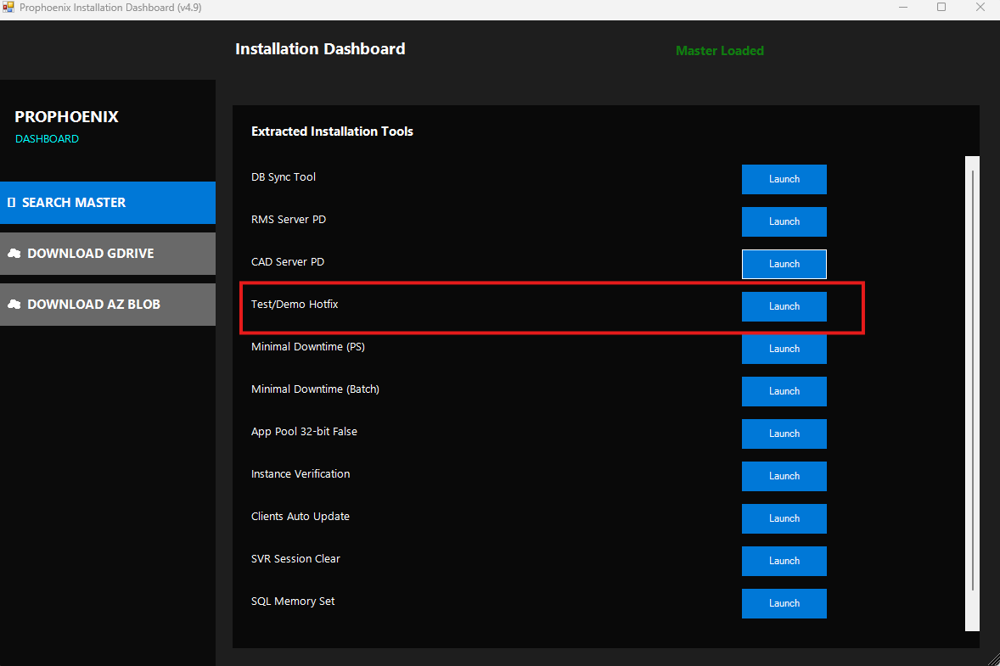 Prophoenix Installation Dashboard (v4.9)
Installation Dashboard
Master Loaded
PROPHOENIX
DASHBOARD
SEARCH MASTER
DOWNLOAD GDRIVE
DOWNLOAD AZ BLOB
Extracted Installation Tools
DB Sync Tool Launch
RMS Server PD Launch
CAD Server PD Launch
Test/Demo Hotfix Launch
Minimal Downtime (PS) Launch
Minimal Downtime (Batch) Launch
App Pool 32-bit False Launch
Instance Verification Launch
Clients Auto Update Launch
SVR Session Clear Launch
SQL Memory Set Launch